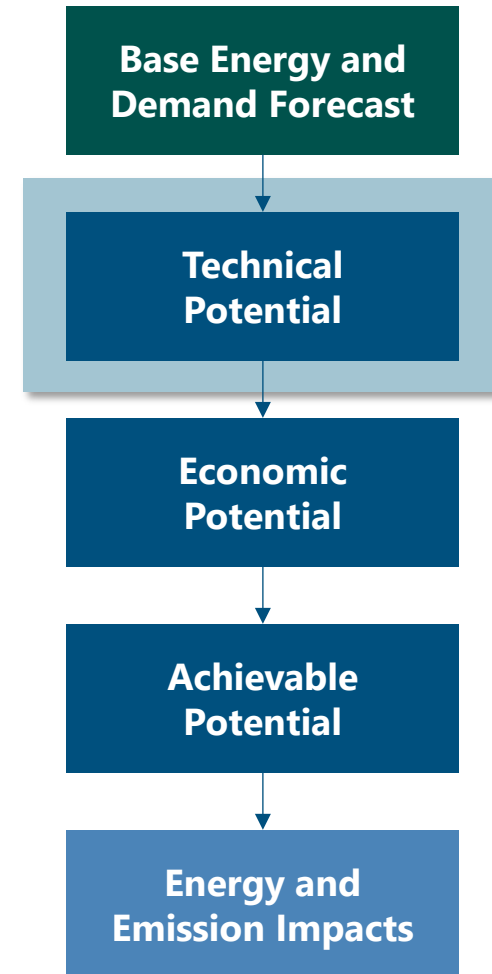 Base Energy and
Demand Forecast
Technical
Potential
Economic
Potential
Achievable
Potential
Energy and
Emission Impacts